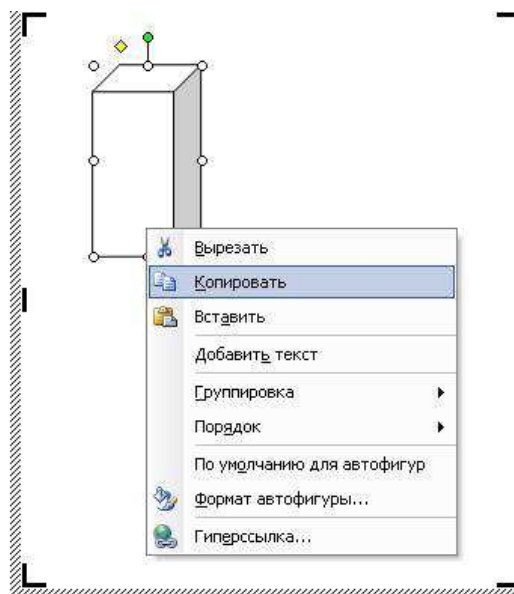 Вырезать
Копировать
Вставить
Добавить текст
Группировка
Порядок
По умолчанию для автофигур
Формат автофигуры...
Гиперссылка...